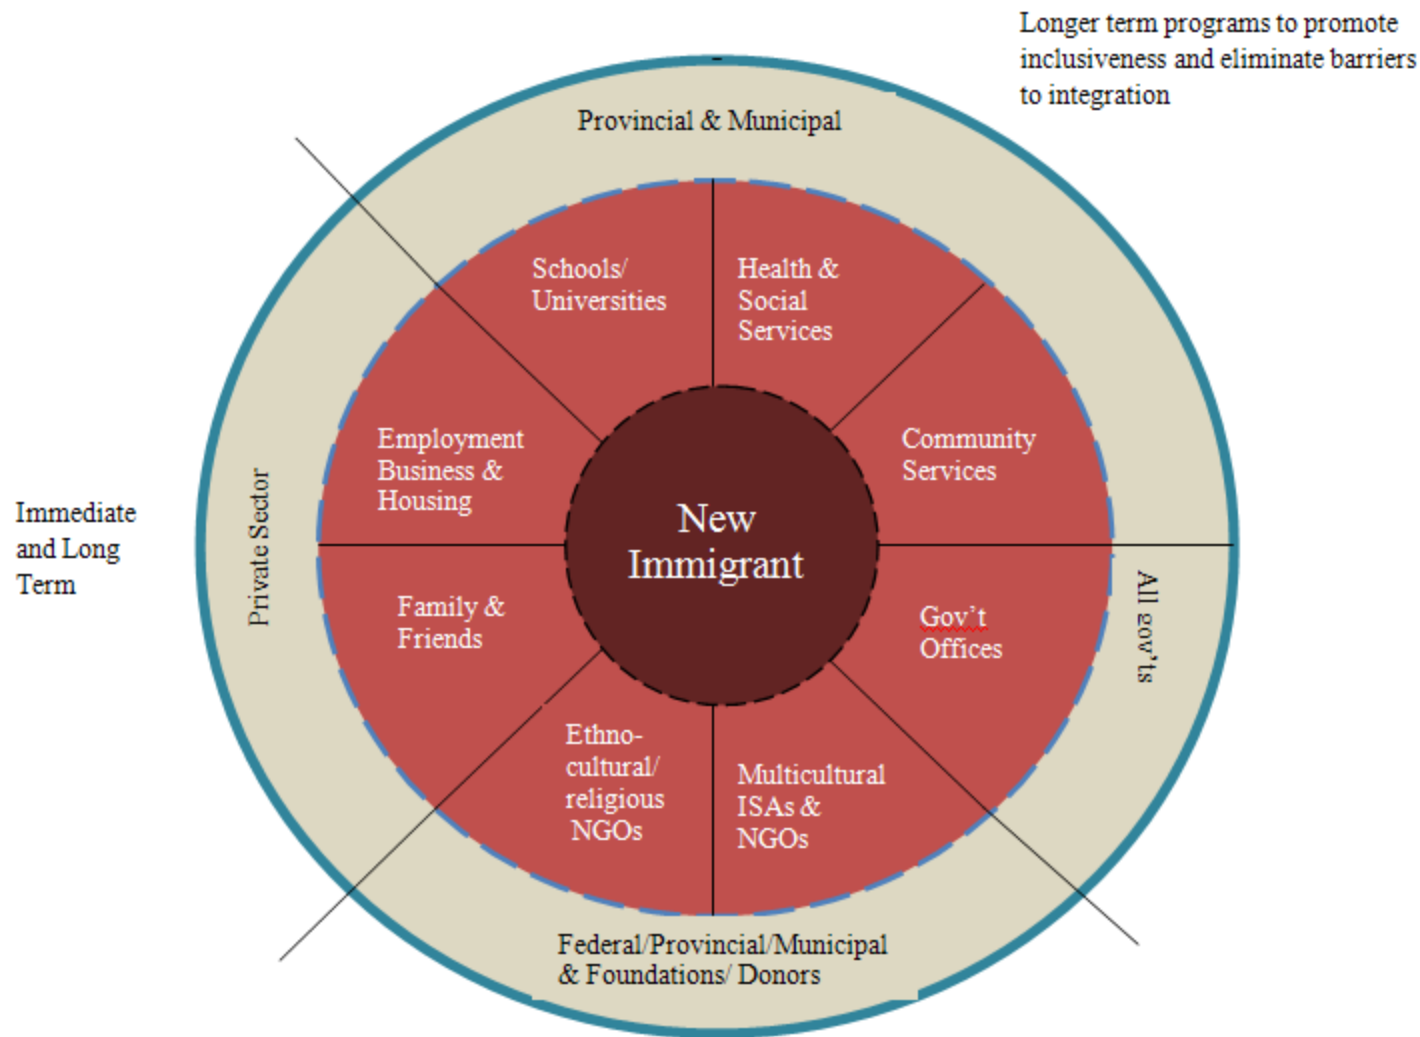 Longer term programs to promote
inclusiveness and eliminate barriers
to integration
Provincial & Municipal
Schools/
Universities
Health &
Social
Services
Employment
Business &
Housing
Community
Services
Immediate
and Long
Term
Private Sector
New
Immigrant
Family &
Friends
Gov’t
Offices
All gov’ts
Ethno-
cultural/
religious
NGOs
Multicultural
ISAs &
NGOs
Federal/Provincial/Municipal
& Foundations/ Donors